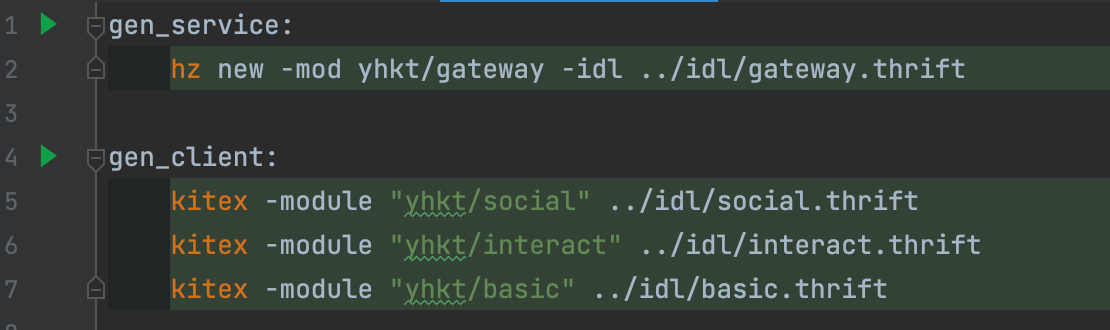 1 gen_service:
2 hz new -mod yhkt/gateway -idl ../idl/gateway.thrift
3
4 gen_client:
5 kitex -module "yhkt/social" ../idl/social.thrift
6 kitex -module "yhkt/interact" ../idl/interact.thrift
7 kitex -module "yhkt/basic" ../idl/basic.thrift